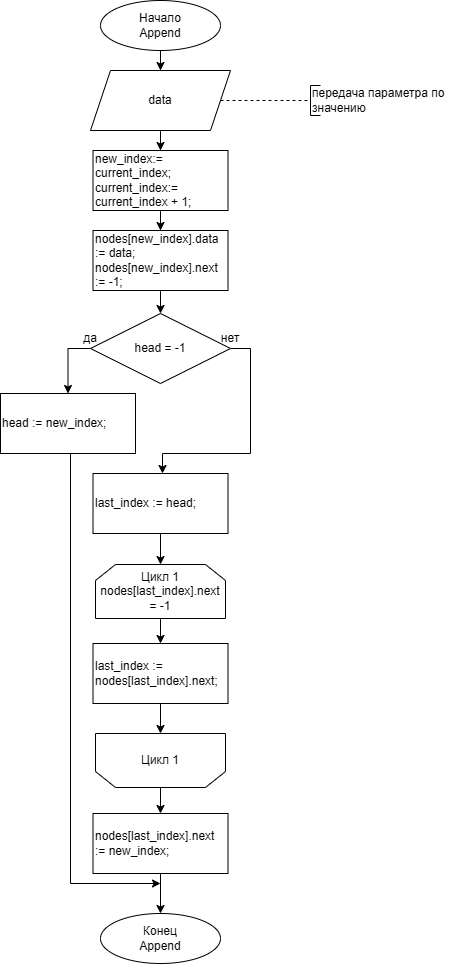 Начало
Append
data
передача параметра по
значению
new_index:=
current_index;
current_index:=
current_index + 1;
nodes[new_index].data
:= data;
nodes[new_index].next
:= -1;
да
нет
head = -1
head := new_index;
last_index := head;
Цикл 1
nodes[last_index].next
= -1
last_index :=
nodes[last_index].next;
Цикл 1
nodes[last_index].next
:= new_index;
Конец
Append